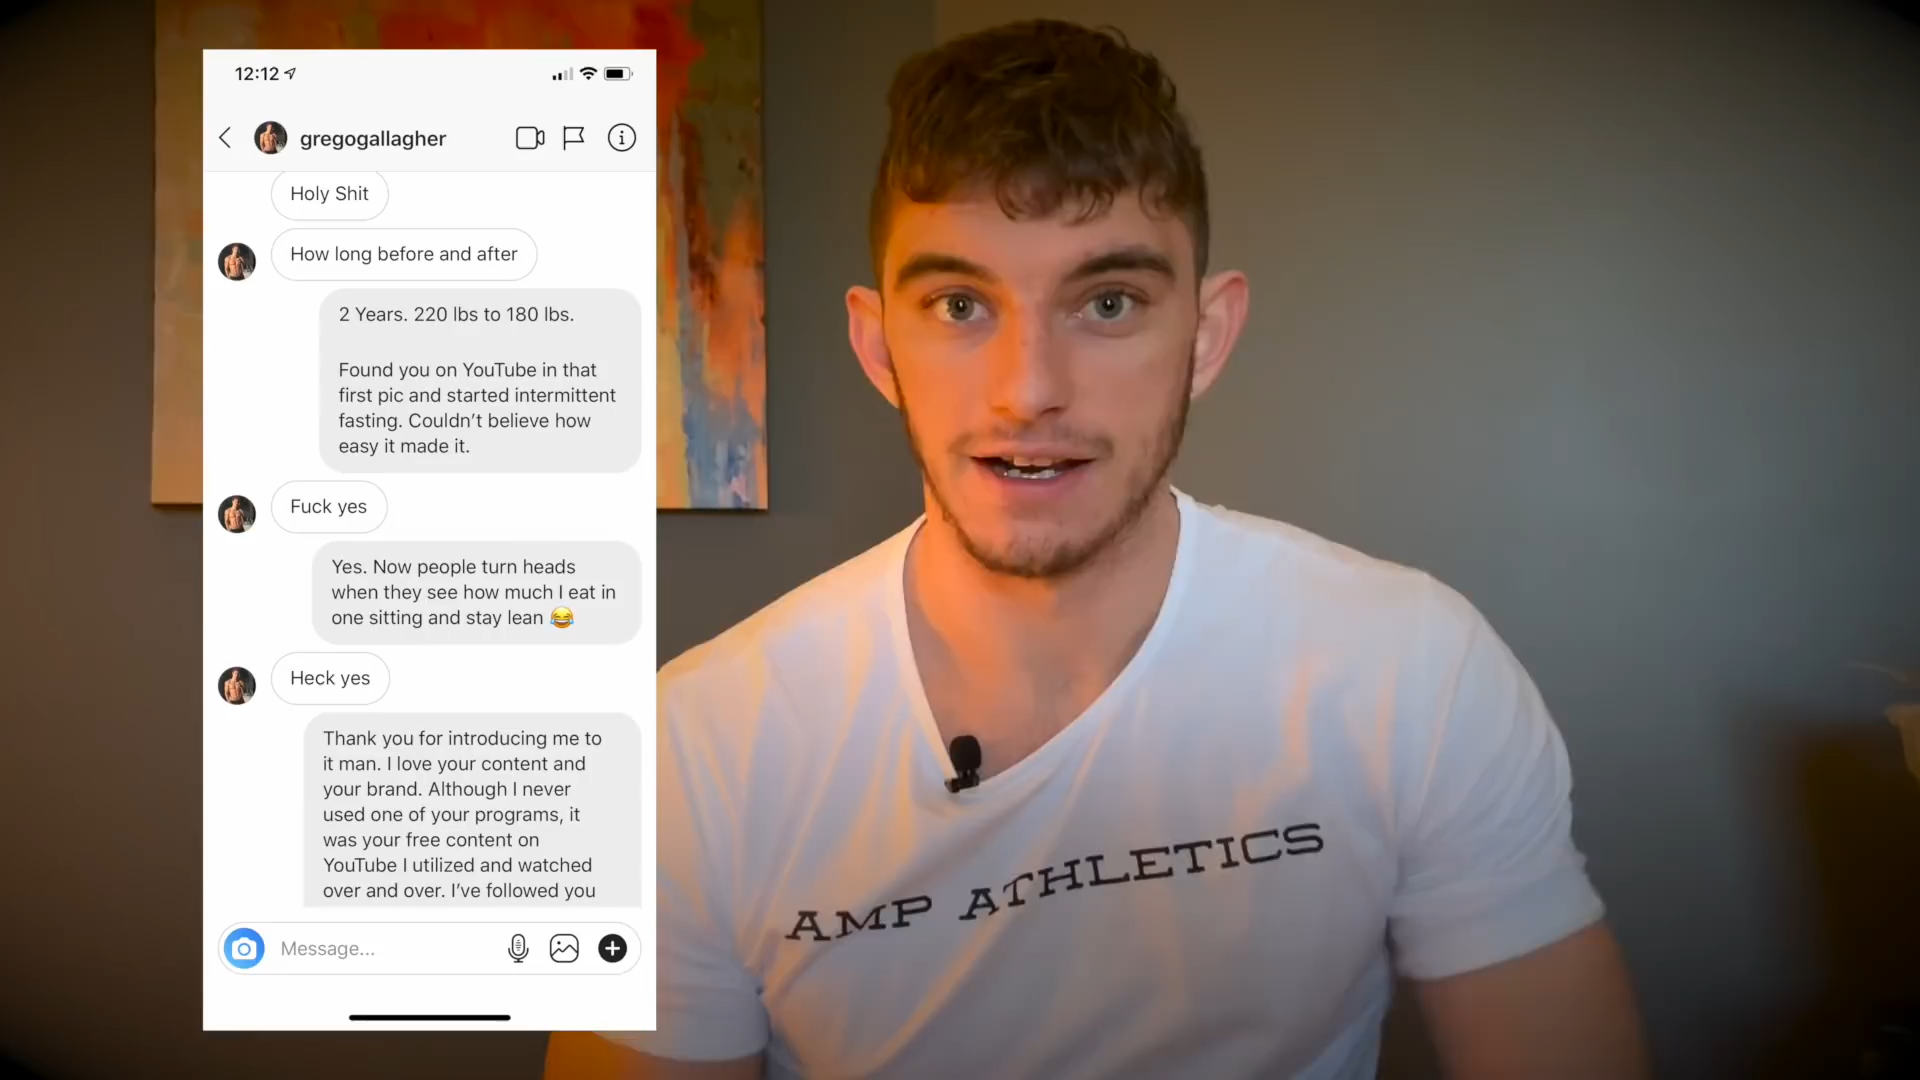 12:12
gregogallagher
Holy Shit
How long before and after
2 Years. 220 lbs to 180 lbs.
Found you on YouTube in that
first pic and started intermittent
fasting. Couldn’t believe how
easy it made it.
Fuck yes
Yes. Now people turn heads
when they see how much I eat in
one sitting and stay lean 😂
Heck yes
Thank you for introducing me to
it man. I love your content and
your brand. Although I never
used one of your programs, it
was your free content on
YouTube I utilized and watched
over and over. I’ve followed you
Message...
AMP ATHLETICS